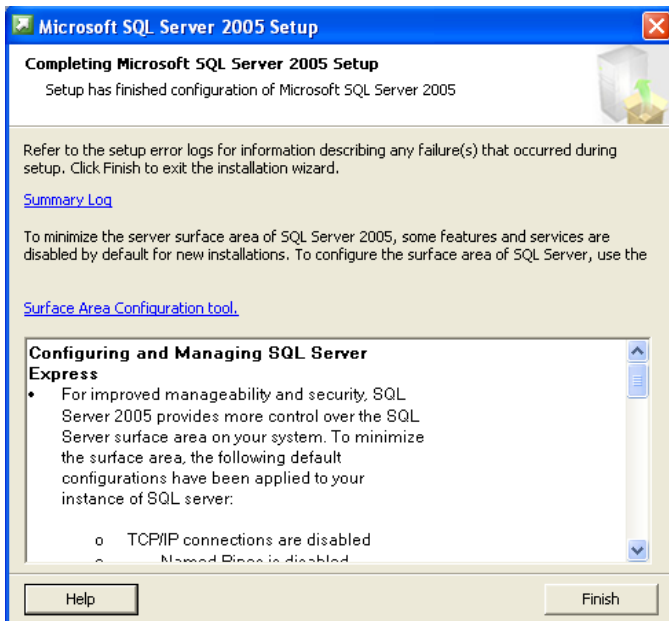 Microsoft SQL Server 2005 Setup
Completing Microsoft SQL Server 2005 Setup
Setup has finished configuration of Microsoft SQL Server 2005
Refer to the setup error logs for information describing any failure(s) that occurred during
setup. Click Finish to exit the installation wizard.
Summary Log
To minimize the server surface area of SQL Server 2005, some features and services are
disabled by default for new installations. To configure the surface area of SQL Server, use the
Surface Area Configuration tool.
Configuring and Managing SQL Server
Express
• For improved manageability and security, SQL
Server 2005 provides more control over the SQL
Server surface area on your system. To minimize
the surface area, the following default
configurations have been applied to your
instance of SQL server:
o TCP/IP connections are disabled
o Named Pipes is disabled
Help
Finish